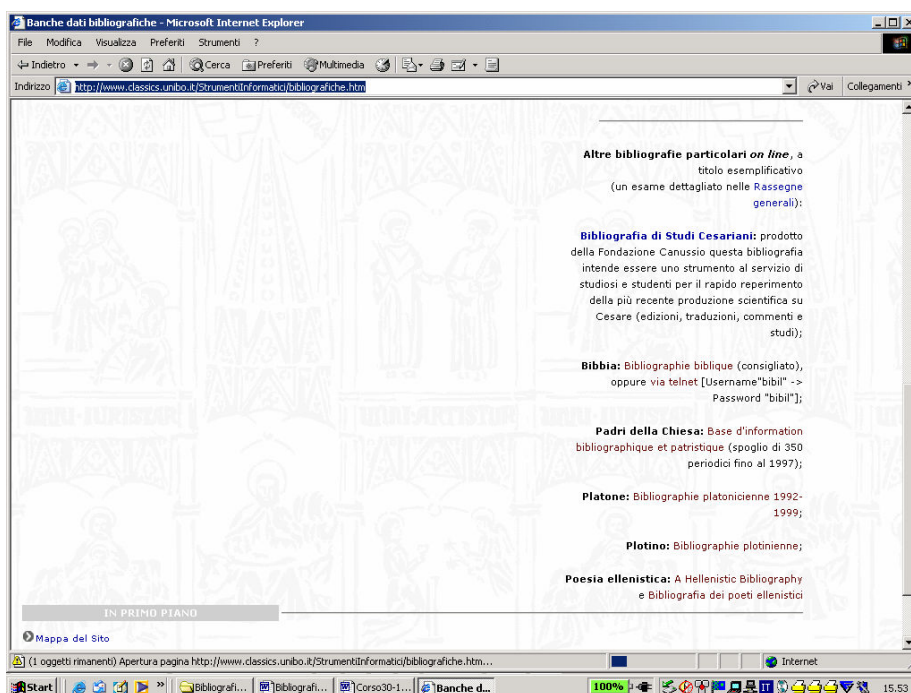 Banche dati bibliografiche - Microsoft Internet Explorer
File Modifica Visualizza Preferiti Strumenti ?
Indietro Cerca Preferiti Multimedia
Indirizzo http://www.classics.unibo.it/StrumentiInformatici/bibliografiche.htm Vai Collegamenti »
Altre bibliografie particolari on line, a
titolo esemplificativo
(un esame dettagliato nelle Rassegne
generali):
Bibliografia di Studi Cesariani: prodotto
della Fondazione Canussio questa bibliografia
intende essere uno strumento al servizio di
studiosi e studenti per il rapido reperimento
della più recente produzione scientifica su
Cesare (edizioni, traduzioni, commenti e
studi);
Bibbia: Bibliographie biblique (consigliato),
oppure via telnet [Username"bibil" ->
Password "bibil"];
Padri della Chiesa: Base d'information
bibliographique et patristique (spoglio di 350
periodici fino al 1997);
Platone: Bibliographie platonicienne 1992-
1999;
Plotino: Bibliographie plotinienne;
Poesia ellenistica: A Hellenistic Bibliography
e Bibliografia dei poeti ellenistici
IN PRIMO PIANO
Mappa del Sito
(1 oggetti rimanenti) Apertura pagina http://www.classics.unibo.it/StrumentiInformatici/bibliografiche.htm... Internet
Start » Bibliografi... Bibliografi... Corso30-1... Banche d... 100% 15.53